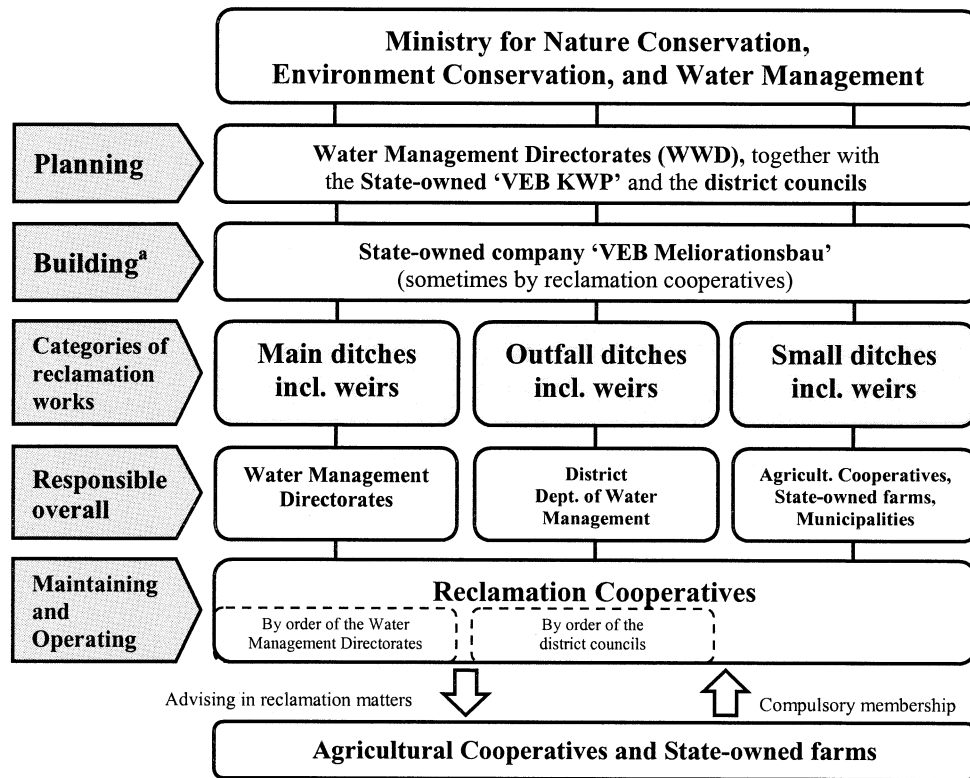 Ministry for Nature Conservation,
Environment Conservation, and Water Management
Planning
Water Management Directorates (WWD), together with
the State-owned ‘VEB KWP’ and the district councils
Buildingᵃ
State-owned company ‘VEB Meliorationsbau’
(sometimes by reclamation cooperatives)
Categories of
reclamation
works
Main ditches
incl. weirs
Outfall ditches
incl. weirs
Small ditches
incl. weirs
Responsible
overall
Water Management
Directorates
District
Dept. of Water
Management
Agricult. Cooperatives,
State-owned farms,
Municipalities
Maintaining
and
Operating
Reclamation Cooperatives
By order of the Water
Management Directorates
By order of the
district councils
Advising in reclamation matters
Compulsory membership
Agricultural Cooperatives and State-owned farms